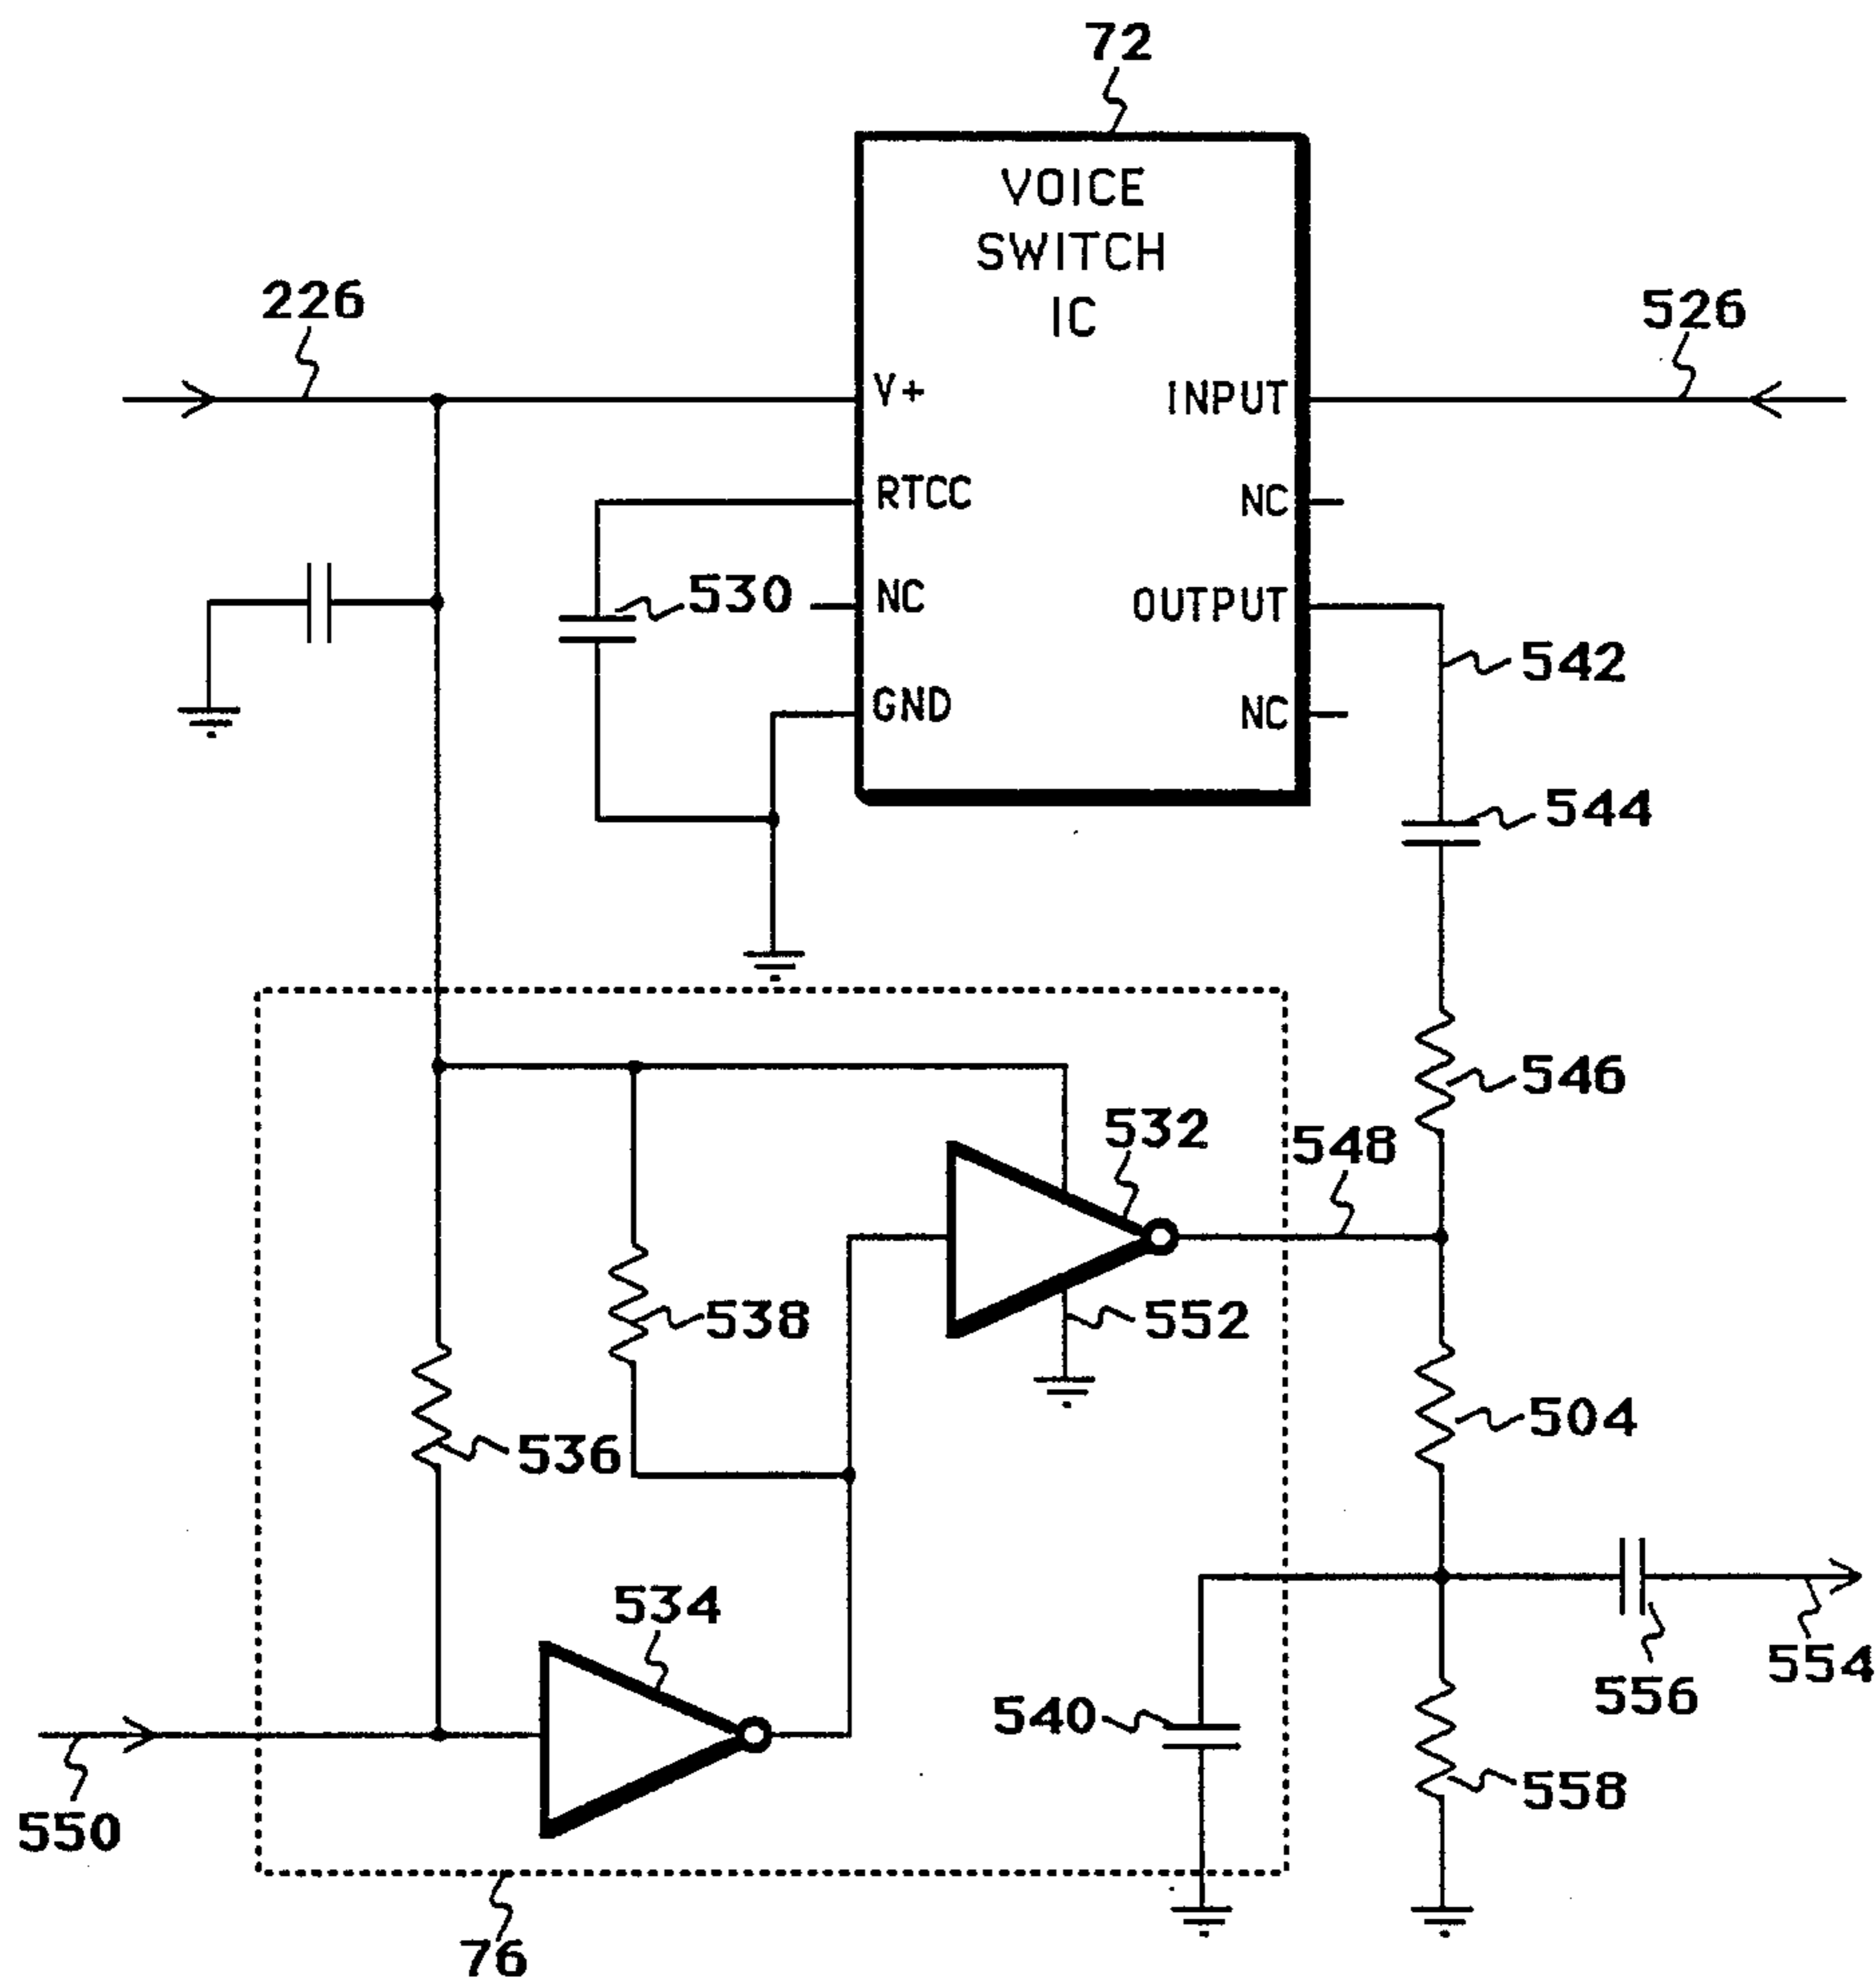 72
VOICE
SWITCH
IC
226
526
V+
INPUT
RTCC
NC
530
NC
OUTPUT
542
GND
NC
544
546
532
548
538
552
504
536
534
540
556
554
550
558
76